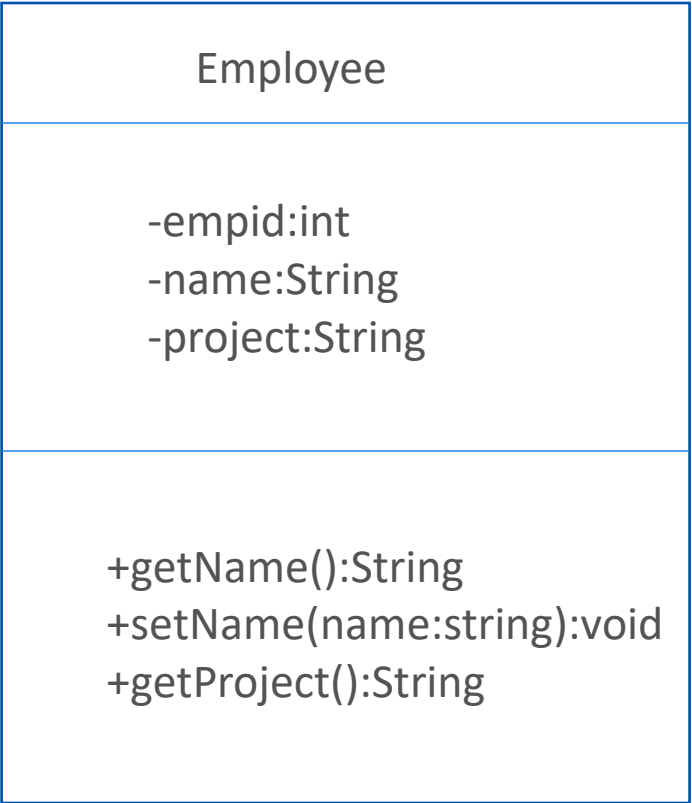 Employee
-empid:int
-name:String
-project:String
+getName():String
+setName(name:string):void
+getProject():String